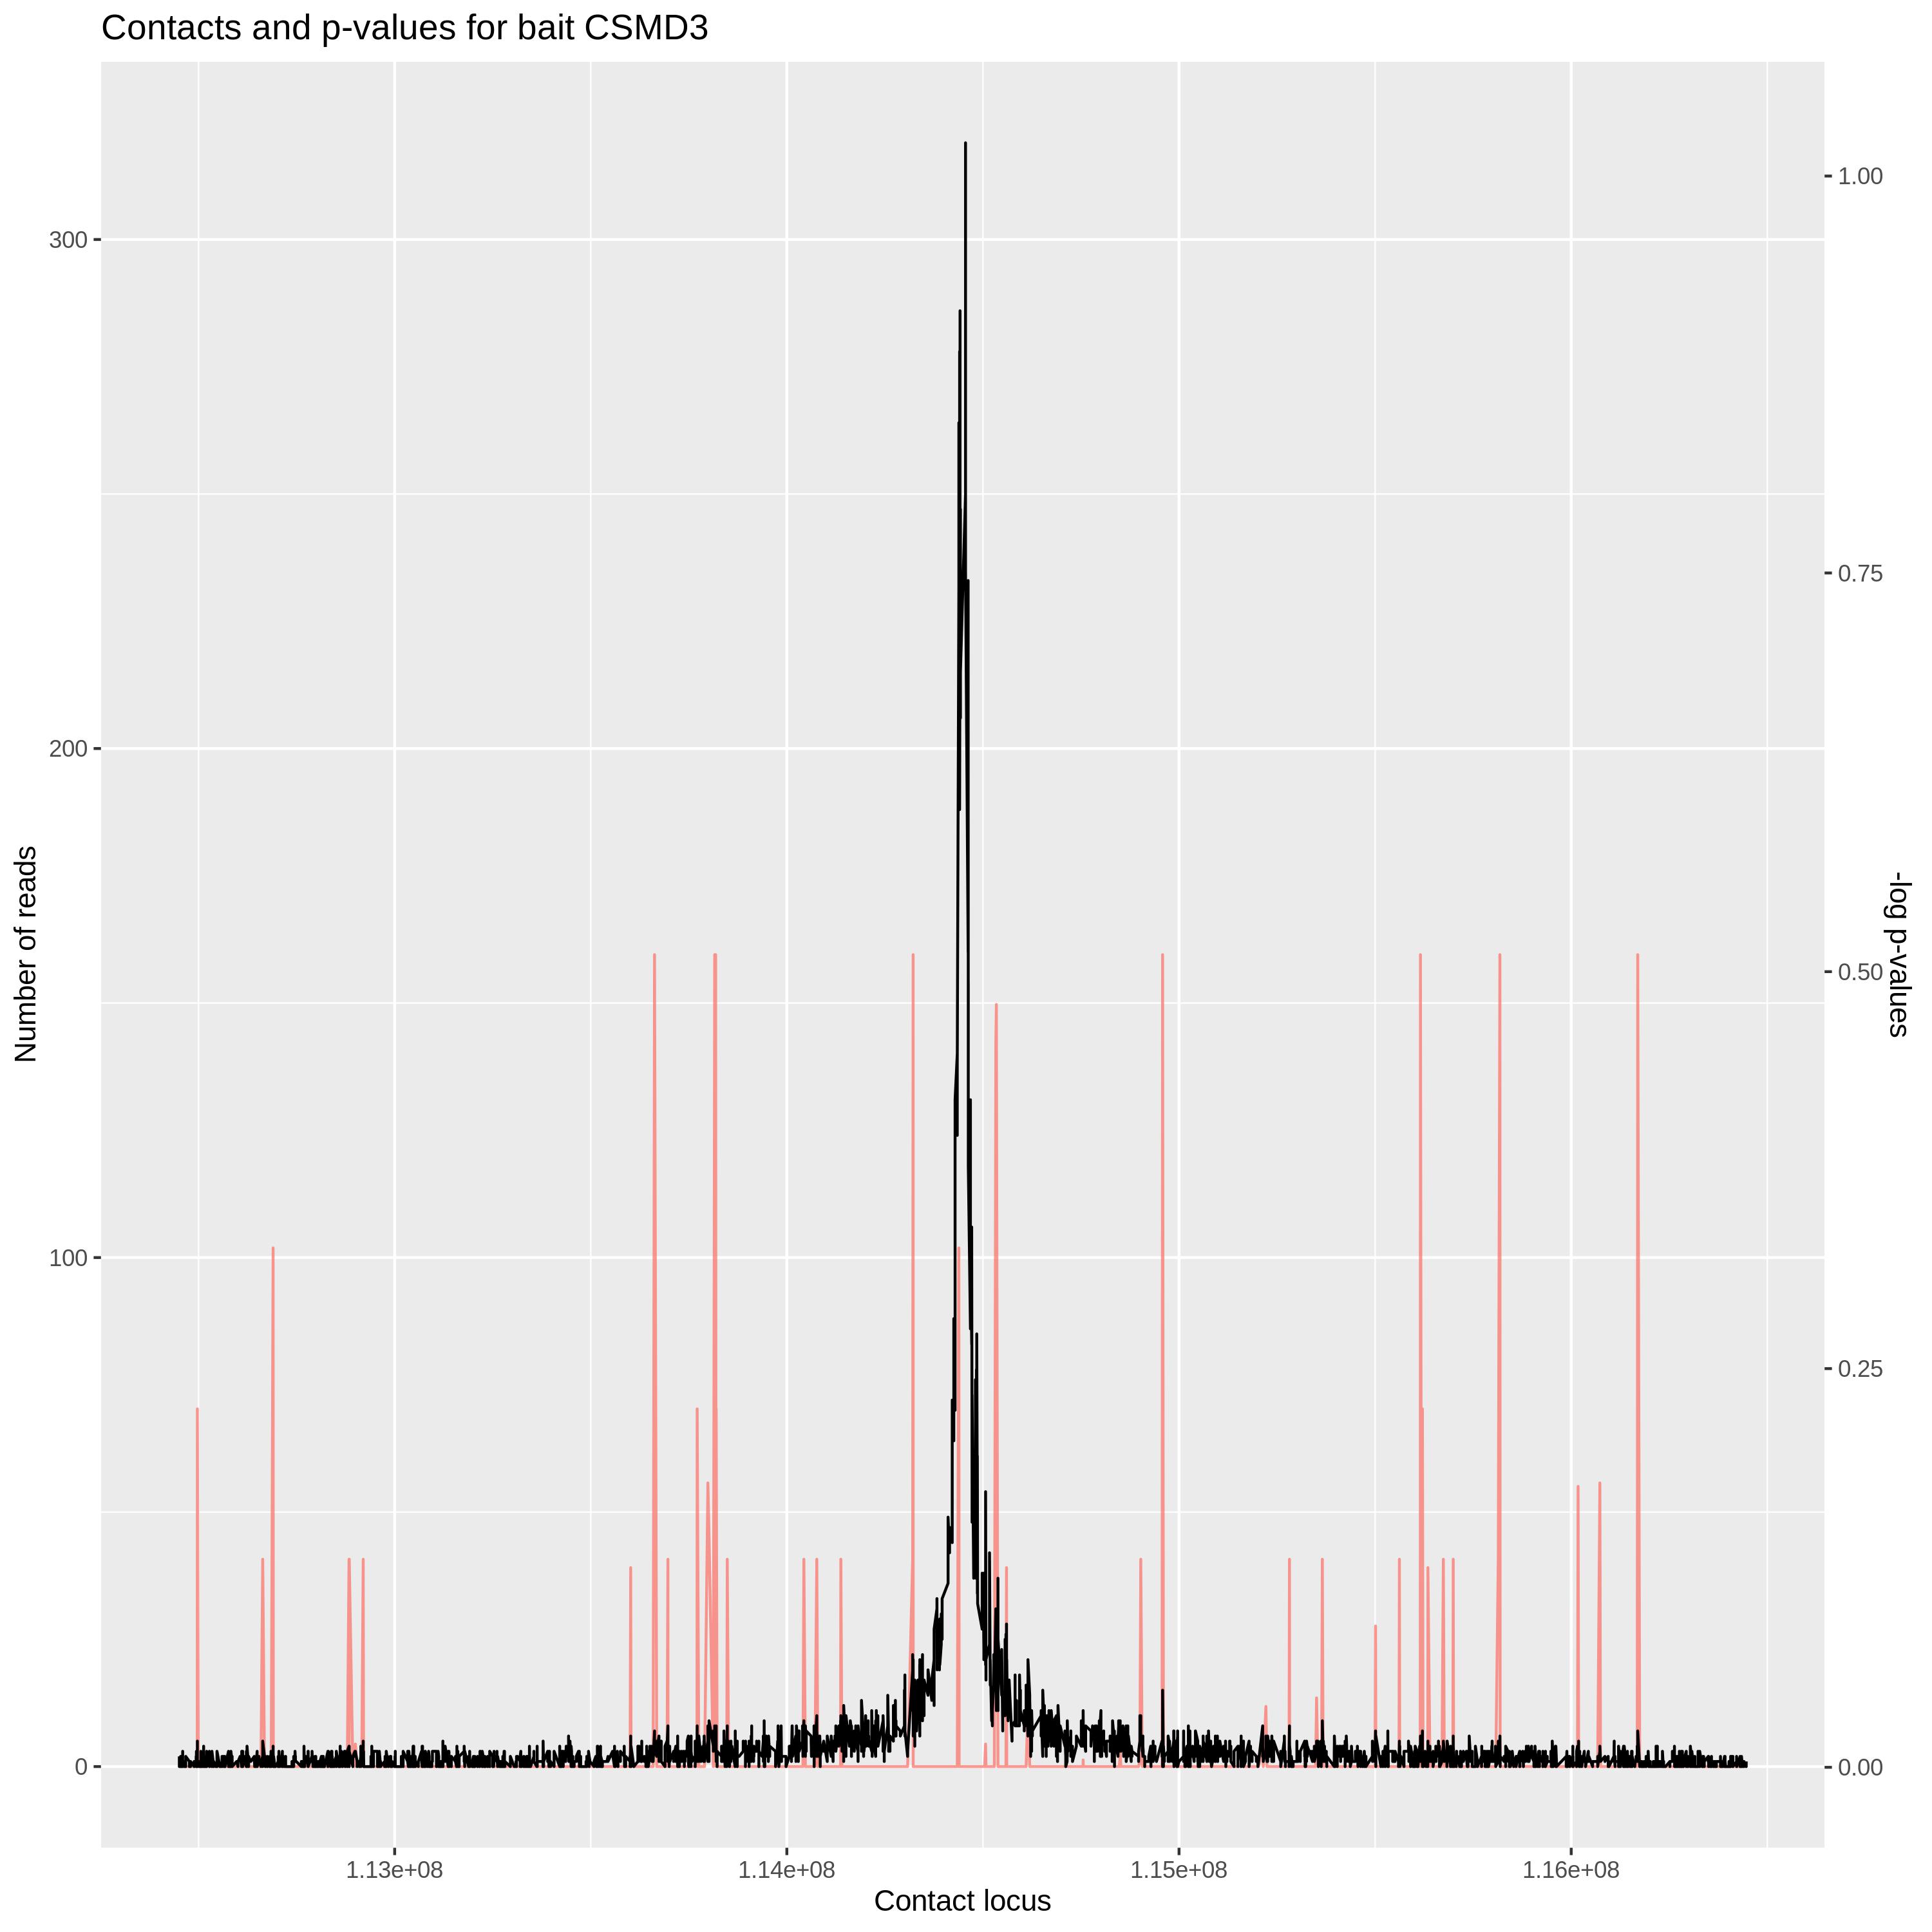 Contacts and p-values for bait CSMD3
300
200
100
0
Number of reads
1.00
0.75
0.50
0.25
0.00
-log p-values
1.13e+08
1.14e+08
1.15e+08
1.16e+08
Contact locus